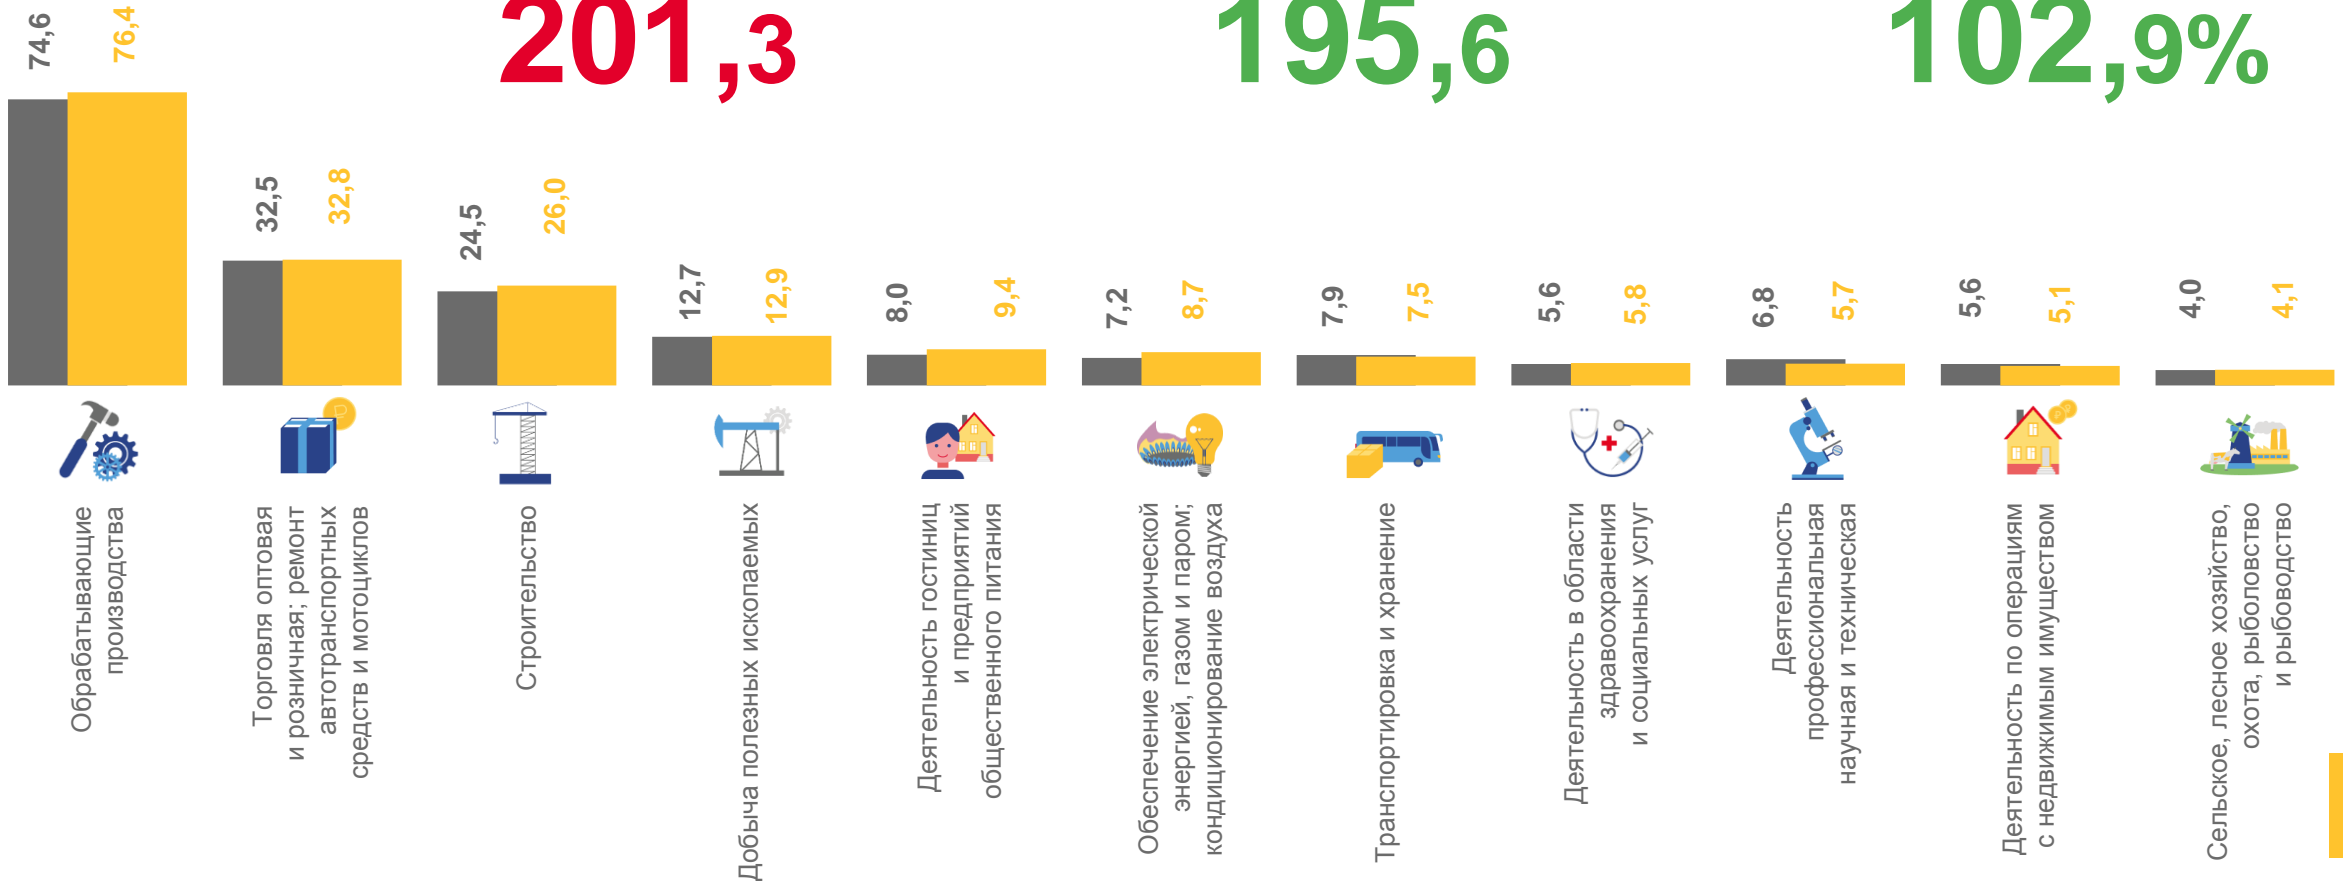 201,3
195,6
102,9%
74,6
76,4
32,5
32,8
24,5
26,0
12,7
12,9
8,0
9,4
7,2
8,7
7,9
7,5
5,6
5,8
6,8
5,7
5,6
5,1
4,0
4,1
Обрабатывающие
производства
Торговля оптовая
и розничная; ремонт
автотранспортных
средств и мотоциклов
Строительство
Добыча полезных ископаемых
Деятельность гостиниц
и предприятий
общественного питания
Обеспечение электрической
энергией, газом и паром;
кондиционирование воздуха
Транспортировка и хранение
Деятельность в области
здравоохранения
и социальных услуг
Деятельность
профессиональная
научная и техническая
Деятельность по операциям
с недвижимым имуществом
Сельское, лесное хозяйство,
охота, рыболовство
и рыбоводство